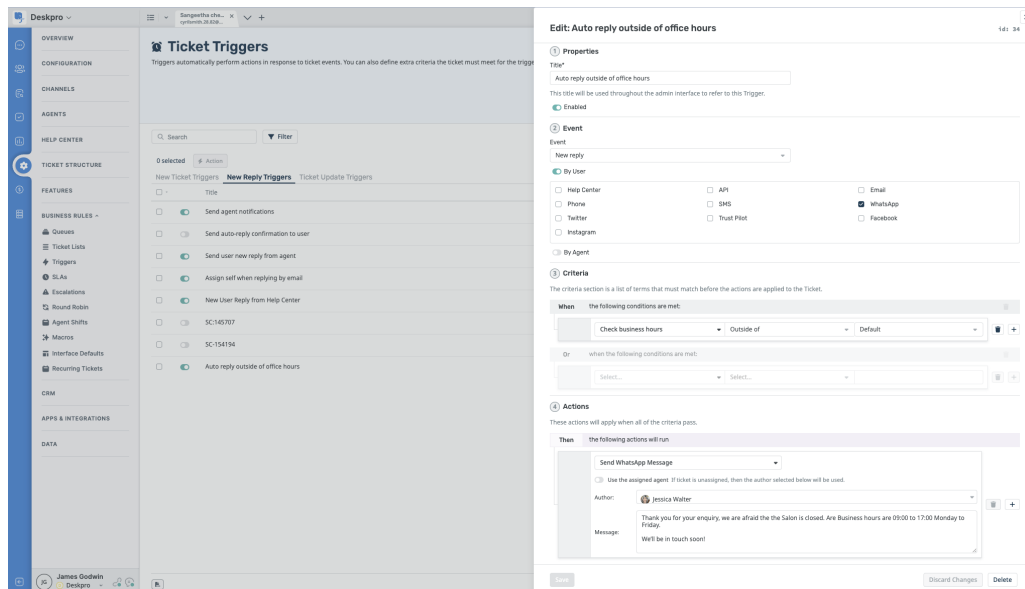 Deskpro
Sangeetha che...
cyrilsmith.28.92@...
OVERVIEW
CONFIGURATION
CHANNELS
AGENTS
HELP CENTER
TICKET STRUCTURE
FEATURES
BUSINESS RULES
Queues
Ticket Lists
Triggers
SLAs
Escalations
Round Robin
Agent Shifts
Macros
Interface Defaults
Recurring Tickets
CRM
APPS & INTEGRATIONS
DATA
JG
James Godwin
Deskpro
Ticket Triggers
Triggers automatically perform actions in response to ticket events. You can also define extra criteria the ticket must meet for the trigge
Search
Filter
0 selected
Action
New Ticket Triggers New Reply Triggers Ticket Update Triggers
Title
Send agent notifications
Send auto-reply confirmation to user
Send user new reply from agent
Assign self when replying by email
New User Reply from Help Center
SC:145707
SC-154194
Auto reply outside of office hours
Edit: Auto reply outside of office hours
id: 34
1 Properties
Title*
Auto reply outside of office hours
This title will be used throughout the admin interface to refer to this Trigger.
Enabled
2 Event
Event
New reply
By User
Help Center API Email
Phone SMS WhatsApp
Twitter Trust Pilot Facebook
Instagram
By Agent
3 Criteria
The criteria section is a list of terms that must match before the actions are applied to the Ticket.
When the following conditions are met:
Check business hours Outside of Default
Or when the following conditions are met:
Select... Select...
4 Actions
These actions will apply when all of the criteria pass.
Then the following actions will run
Send WhatsApp Message
Use the assigned agent If ticket is unassigned, then the author selected below will be used.
Author: Jessica Walter
Message:
Thank you for your enquiry, we are afraid the the Salon is closed. Are Business hours are 09:00 to 17:00 Monday to
Friday.
We'll be in touch soon!
Save
Discard Changes
Delete